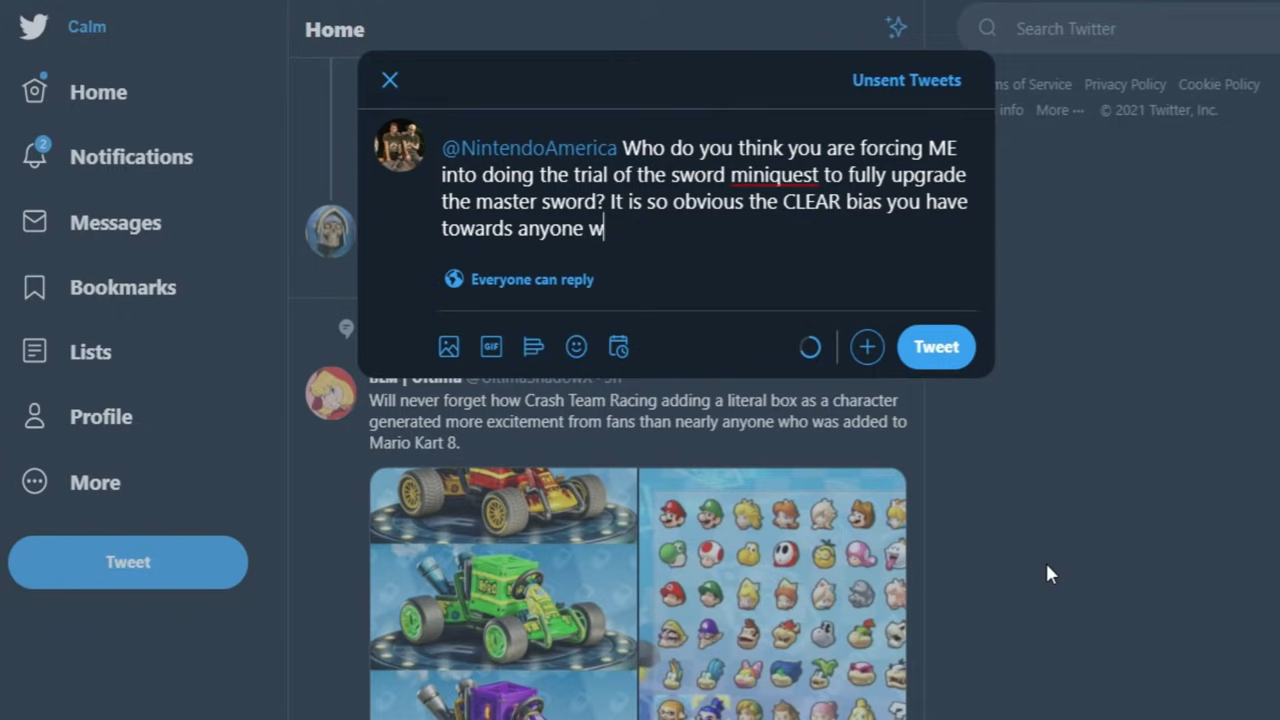 Calm
Home
Notifications
2
Messages
Bookmarks
Lists
Profile
More
Tweet
Home
Unsent Tweets
@NintendoAmerica Who do you think you are forcing ME
into doing the trial of the sword miniquest to fully upgrade
the master sword? It is so obvious the CLEAR bias you have
towards anyone w
Everyone can reply
GIF
Tweet
BLM | Ultima @UltimaShadowX · 5h
Will never forget how Crash Team Racing adding a literal box as a character
generated more excitement from fans than nearly anyone who was added to
Mario Kart 8.
Search Twitter
Service Privacy Policy Cookie Policy
info More ··· © 2021 Twitter, Inc.